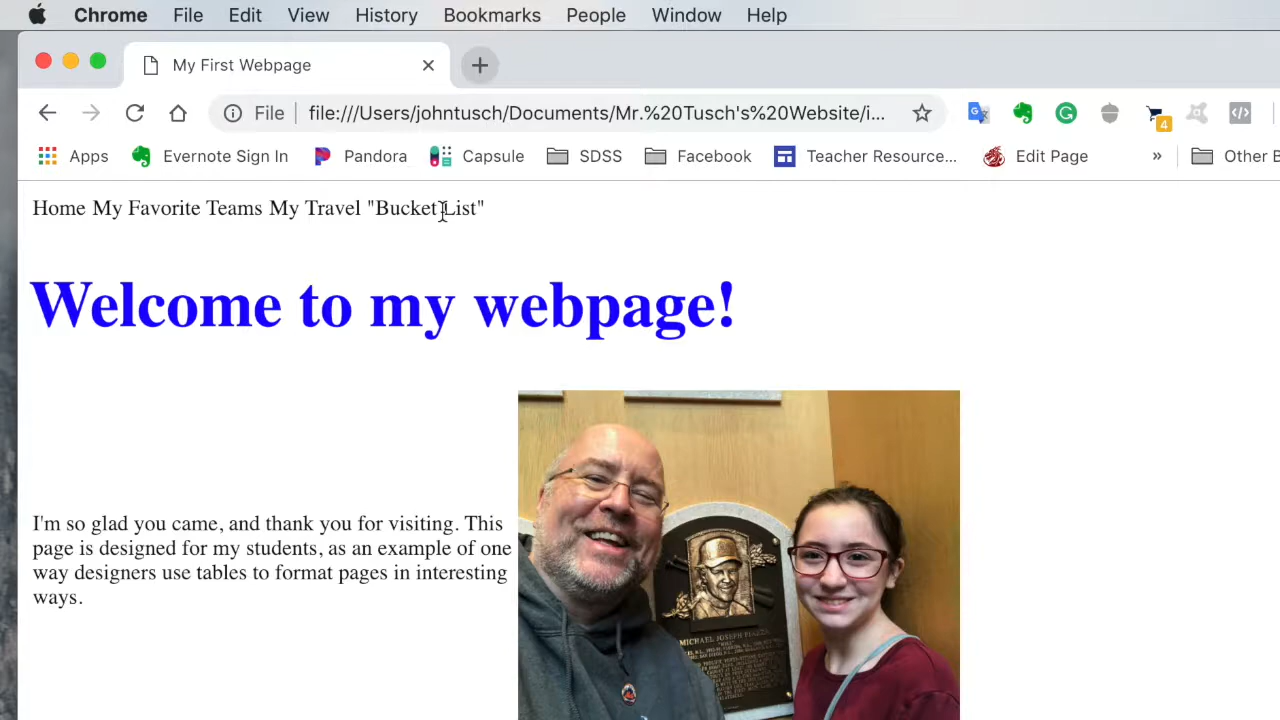 Chrome File Edit View History Bookmarks People Window Help
My First Webpage
File file:///Users/johntusch/Documents/Mr.%20Tusch's%20Website/i...
4
Apps Evernote Sign In Pandora Capsule SDSS Facebook Teacher Resource... Edit Page » Other B
Home My Favorite Teams My Travel "Bucket List"
Welcome to my webpage!
I'm so glad you came, and thank you for visiting. This
page is designed for my students, as an example of one
way designers use tables to format pages in interesting
ways.
MICHAEL JOSEPH PIAZZA